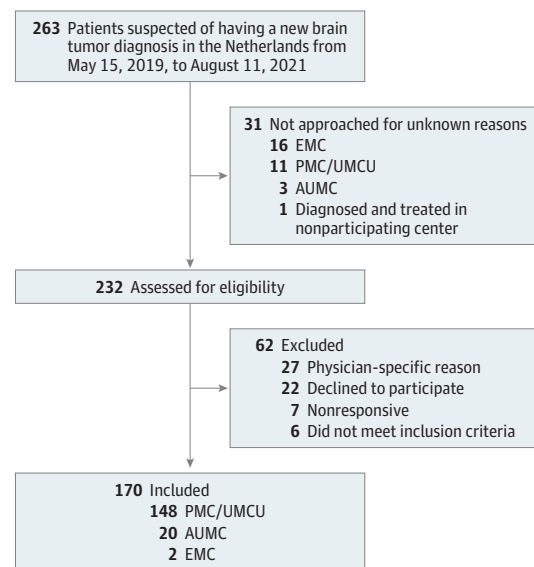 263 Patients suspected of having a new brain
tumor diagnosis in the Netherlands from
May 15, 2019, to August 11, 2021
31 Not approached for unknown reasons
16 EMC
11 PMC/UMCU
3 AUMC
1 Diagnosed and treated in
nonparticipating center
232 Assessed for eligibility
62 Excluded
27 Physician-specific reason
22 Declined to participate
7 Nonresponsive
6 Did not meet inclusion criteria
170 Included
148 PMC/UMCU
20 AUMC
2 EMC